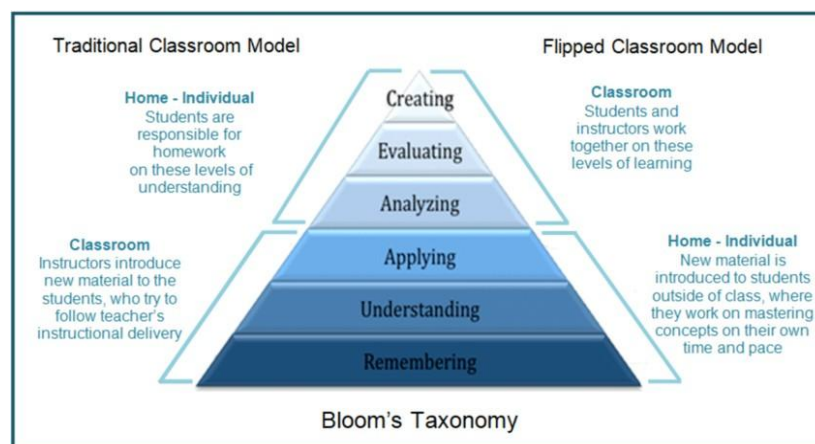 Traditional Classroom Model
Flipped Classroom Model
Home - Individual
Students are
responsible for
homework
on these levels of
understanding
Classroom
Instructors introduce
new material to the
students, who try to
follow teacher's
instructional delivery
Creating
Evaluating
Analyzing
Applying
Understanding
Remembering
Classroom
Students and
instructors work
together on these
levels of learning
Home - Individual
New material is
introduced to students
outside of class, where
they work on mastering
concepts on their own
time and pace
Bloom's Taxonomy